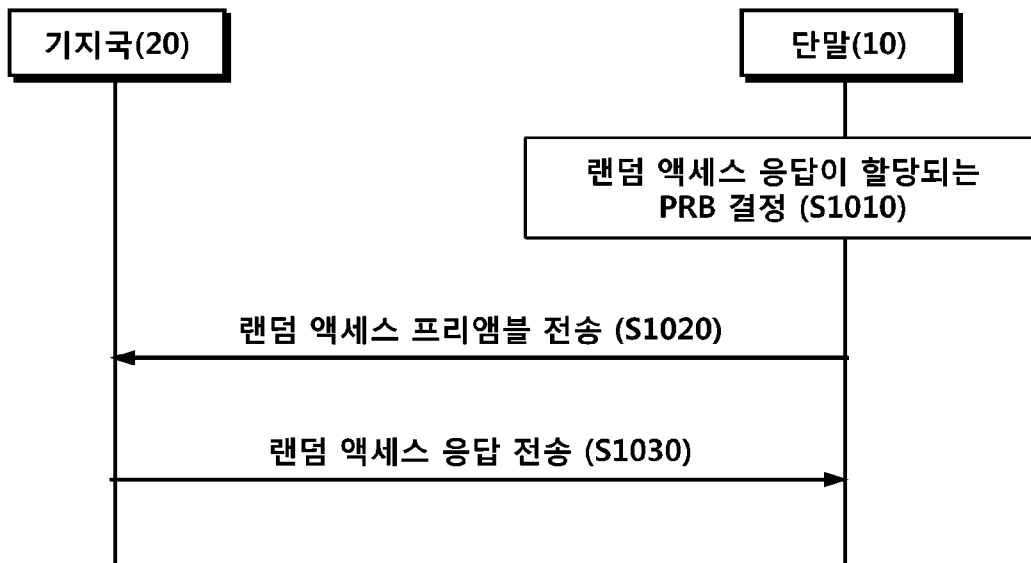 기지국(20)
단말(10)
랜덤 액세스 응답이 할당되는
PRB 결정 (S1010)
랜덤 액세스 프리앰블 전송 (S1020)
랜덤 액세스 응답 전송 (S1030)